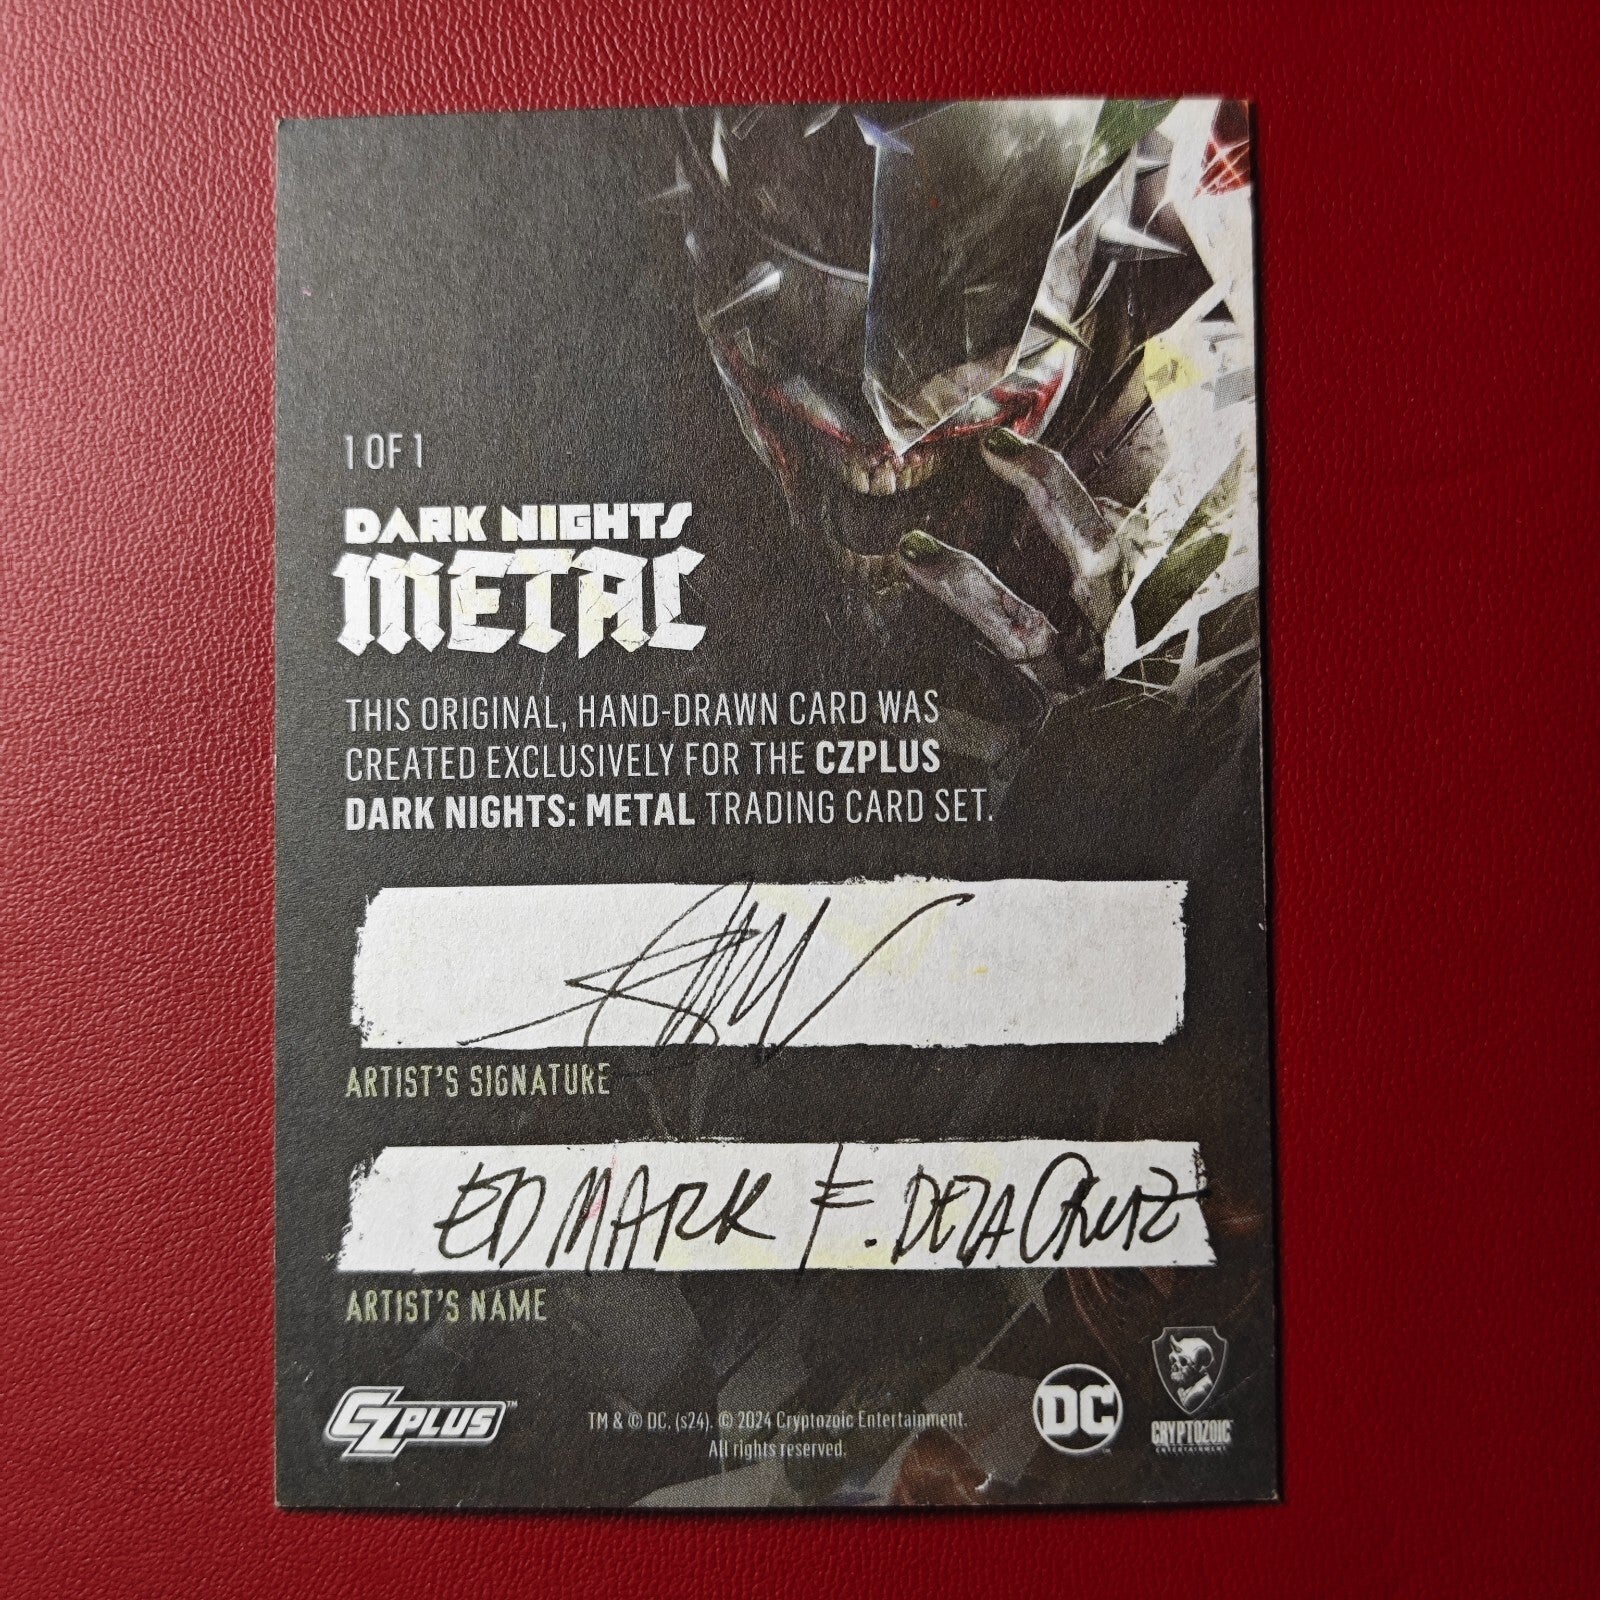 1 OF 1
DARK NIGHTS
METAL
THIS ORIGINAL, HAND-DRAWN CARD WAS
CREATED EXCLUSIVELY FOR THE CZPLUS
DARK NIGHTS: METAL TRADING CARD SET.
ARTIST'S SIGNATURE
ED MARK F. DELA CRUZ
ARTIST'S NAME
CZPLUS™
TM & © DC. (s24). © 2024 Cryptozoic Entertainment.
All rights reserved.
DC
CRYPTOZOIC
ENTERTAINMENT